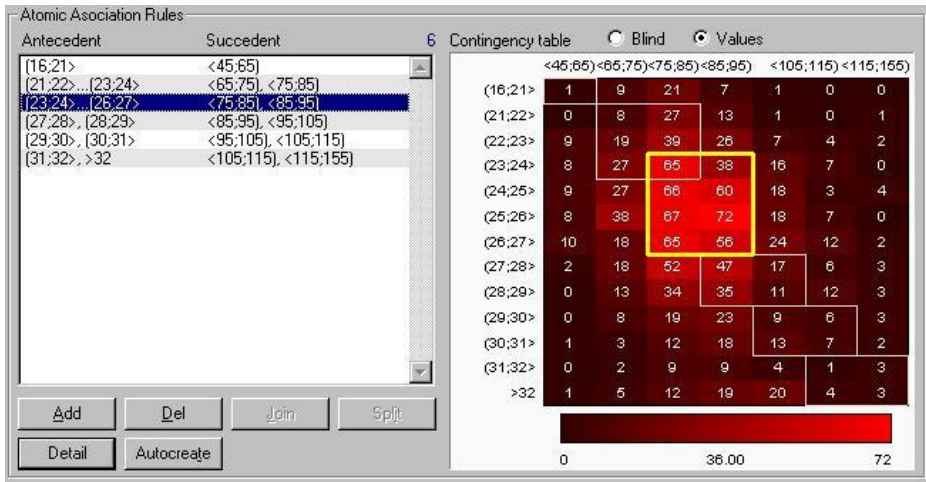 Atomic Asociation Rules
Antecedent Succedent 6
(16;21> <45;65)
(21;22>...(23;24> <65;75), <75;85)
(23;24>...(26;27> <75;85), <85;95)
(27;28>, (28;29> <85;95), <95;105)
(29;30>, (30;31> <95;105), <105;115)
(31;32>, >32 <105;115), <115;155)
Add Del Join Split
Detail Autocreate
Contingency table Blind Values
<45;65) <65;75) <75;85) <85;95) <105;115) <115;155)
(16;21> 1 9 21 7 1 0 0
(21;22> 0 8 27 13 1 0 1
(22;23> 9 19 39 26 7 4 2
(23;24> 8 27 65 38 16 7 0
(24;25> 9 27 66 60 18 3 4
(25;26> 8 38 67 72 18 7 0
(26;27> 10 18 65 56 24 12 2
(27;28> 2 18 52 47 17 6 3
(28;29> 0 13 34 35 11 12 3
(29;30> 0 8 19 23 9 6 3
(30;31> 1 3 12 18 13 7 2
(31;32> 0 2 9 9 4 1 3
>32 1 5 12 19 20 4 3
0 36.00 72